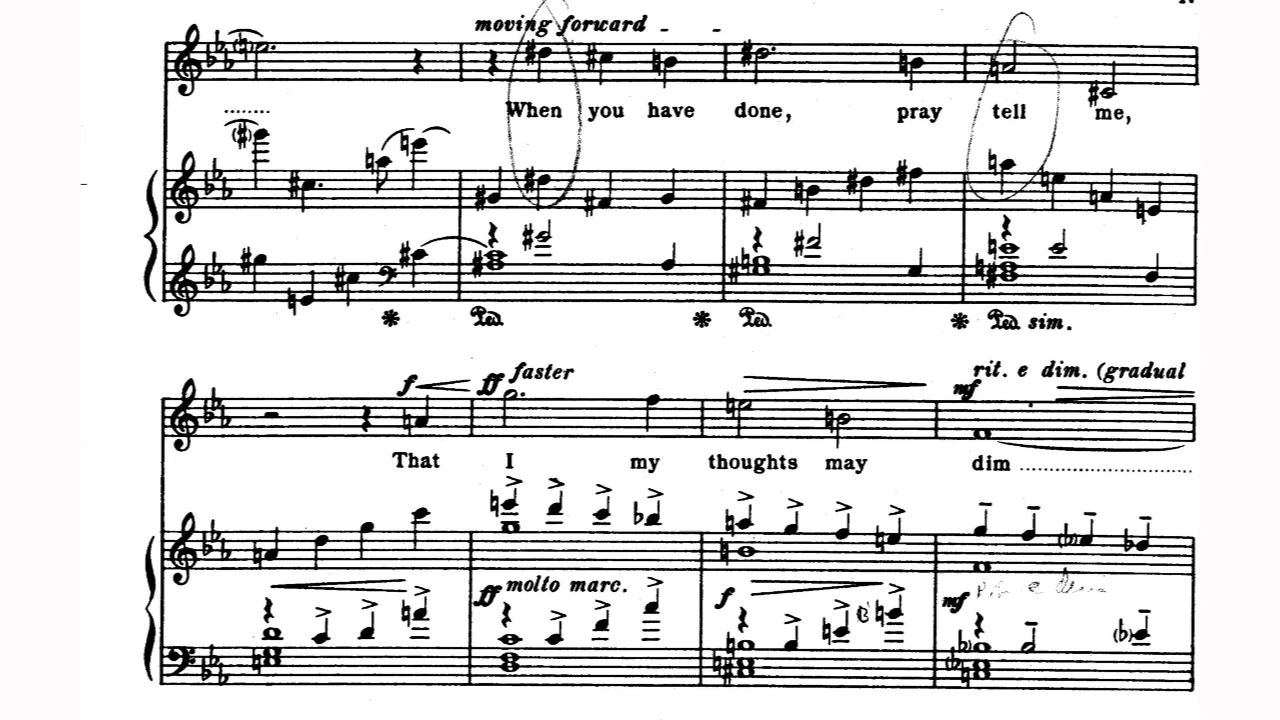 moving forward - -
When you have done, pray tell me,
Ped. * Ped. * Ped. sim.
f ff faster mf rit. e dim. (gradual
That I my thoughts may dim
ff molto marc. f mf